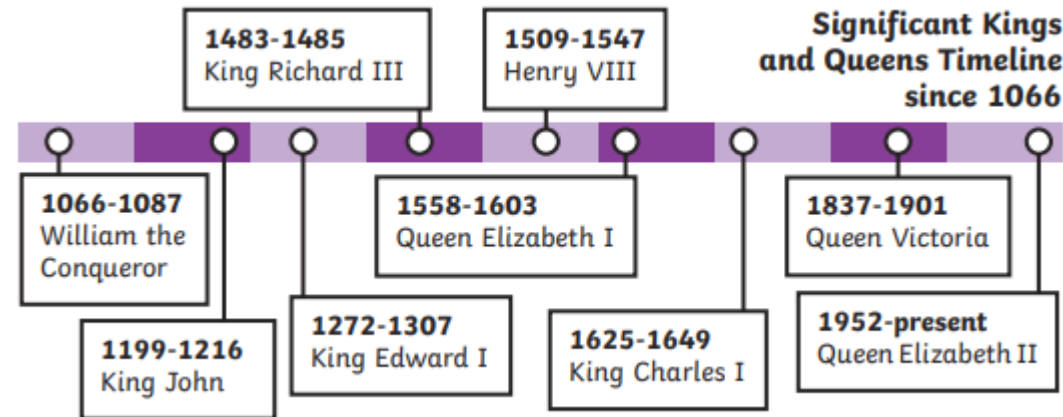 Significant Kings
and Queens Timeline
since 1066
1483-1485
King Richard III
1509-1547
Henry VIII
1066-1087
William the
Conqueror
1199-1216
King John
1272-1307
King Edward I
1558-1603
Queen Elizabeth I
1625-1649
King Charles I
1837-1901
Queen Victoria
1952-present
Queen Elizabeth II